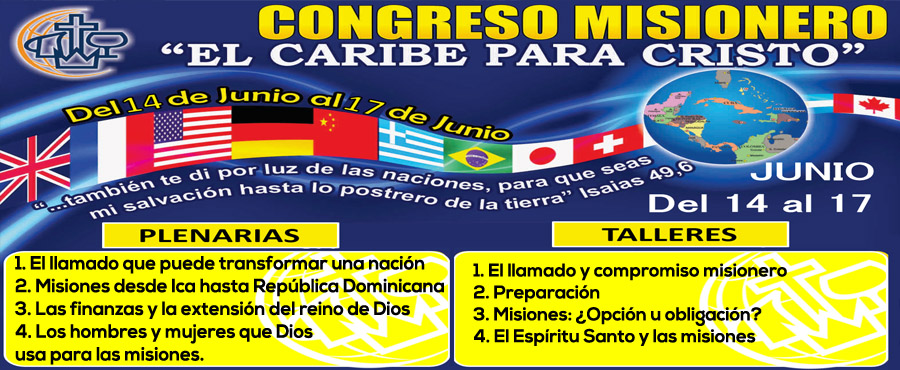 CONGRESO MISIONERO
“EL CARIBE PARA CRISTO”
Del 14 de Junio al 17 de Junio
“...también te di por luz de las naciones, para que seas
mi salvación hasta lo postrero de la tierra” Isaias 49,6
JUNIO
Del 14 al 17
PLENARIAS
1. El llamado que puede transformar una nación
2. Misiones desde Ica hasta República Dominicana
3. Las finanzas y la extensión del reino de Dios
4. Los hombres y mujeres que Dios
usa para las misiones.
TALLERES
1. El llamado y compromiso misionero
2. Preparación
3. Misiones: ¿Opción u obligación?
4. El Espíritu Santo y las misiones